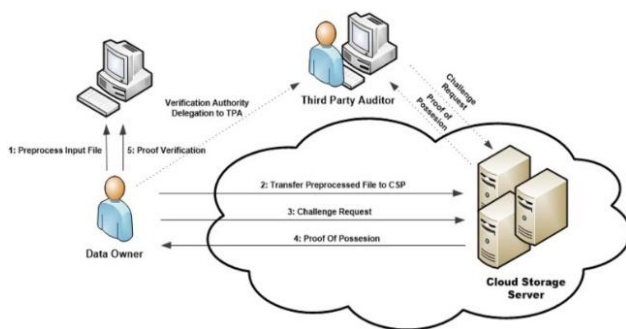 Challenge
Request
Verification Authority
Delegation to TPA
Third Party Auditor
Proof of
Possesion
1: Preprocess Input File
5: Proof Verification
2: Transfer Preprocessed File to CSP
3: Challenge Request
4: Proof Of Possesion
Data Owner
Cloud Storage
Server